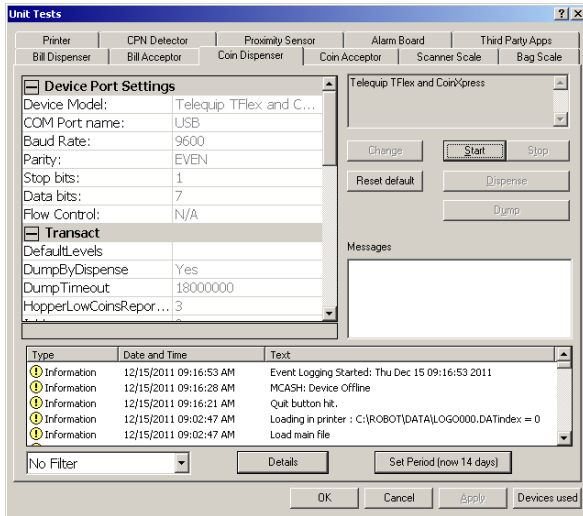 Unit Tests
Printer CPN Detector Proximity Sensor Alarm Board Third Party Apps
Bill Dispenser Bill Acceptor Coin Dispenser Coin Acceptor Scanner Scale Bag Scale
Device Port Settings
Device Model: Telequip TFlex and C...
COM Port name: USB
Baud Rate: 9600
Parity: EVEN
Stop bits: 1
Data bits: 7
Flow Control: N/A
Transact
DefaultLevels
DumpByDispense Yes
DumpTimeout 18000000
HopperLowCoinsRepor... 3
Telequip TFlex and CoinXpress
Change Start Stop
Reset default Dispense
Dump
Messages
Type Date and Time Text
Information 12/15/2011 09:16:53 AM Event Logging Started: Thu Dec 15 09:16:53 2011
Information 12/15/2011 09:16:28 AM MCASH: Device Offline
Information 12/15/2011 09:16:21 AM Quit button hit.
Information 12/15/2011 09:02:47 AM Loading in printer : C:\ROBOT\DATA\LOGO000.DATindex = 0
Information 12/15/2011 09:02:47 AM Load main file
No Filter Details Set Period (now 14 days)
OK Cancel Apply Devices used